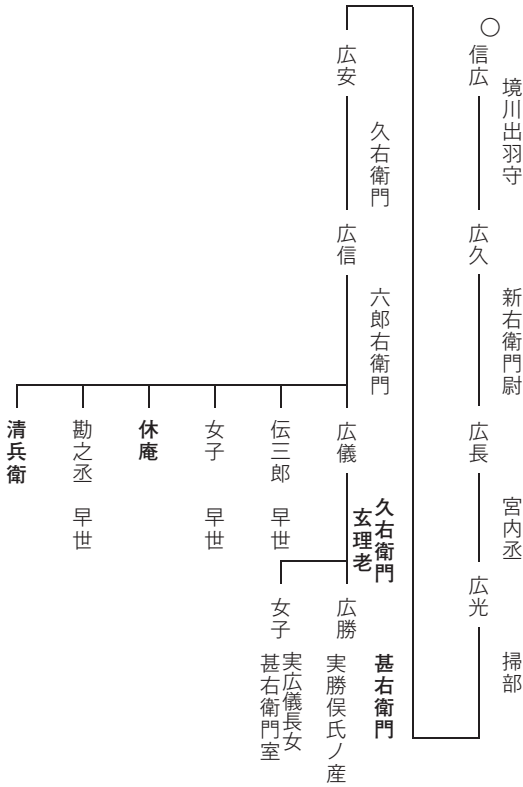 ○
信広
境川出羽守
広久
新右衛門尉
広長
宮内丞
広光
掃部
広安
久右衛門
広信
六郎右衛門
広儀
久右衛門
玄理老
広勝
甚右衛門
実勝俣氏ノ産
女子
実広儀長女
甚右衛門室
伝三郎 早世
女子 早世
休庵
勘之丞 早世
清兵衛